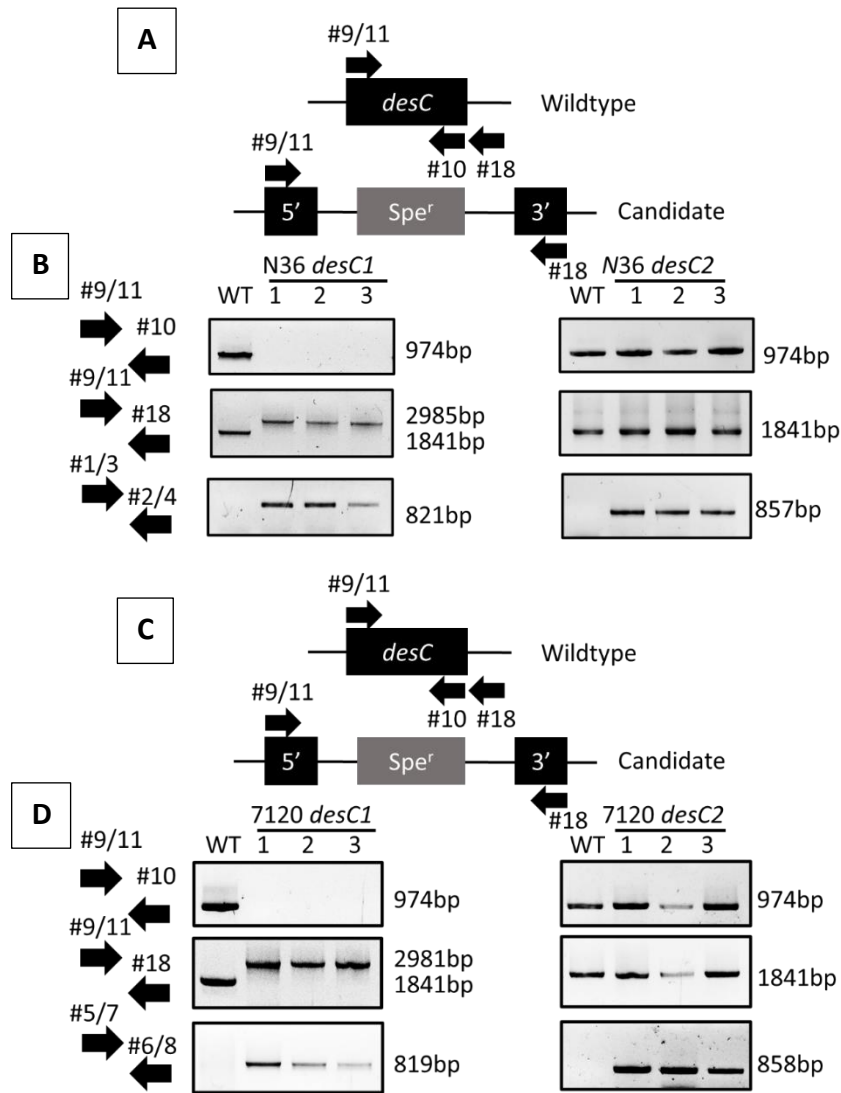 A
#9/11
desC
Wildtype
#10 #18
#9/11
5’
Speʳ
3’
Candidate
#18
B
N36 desC1
WT 1 2 3
N36 desC2
WT 1 2 3
#9/11
#10
974bp
974bp
#9/11
#18
2985bp
1841bp
1841bp
#1/3
#2/4
821bp
857bp
C
#9/11
desC
Wildtype
#10 #18
#9/11
5’
Speʳ
3’
Candidate
#18
D
7120 desC1
WT 1 2 3
7120 desC2
WT 1 2 3
#9/11
#10
974bp
974bp
#9/11
#18
2981bp
1841bp
1841bp
#5/7
#6/8
819bp
858bp